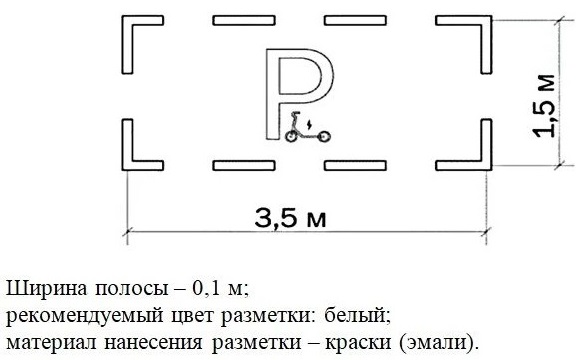 P
1,5 м
3,5 м
Ширина полосы – 0,1 м;
рекомендуемый цвет разметки: белый;
материал нанесения разметки – краски (эмали).